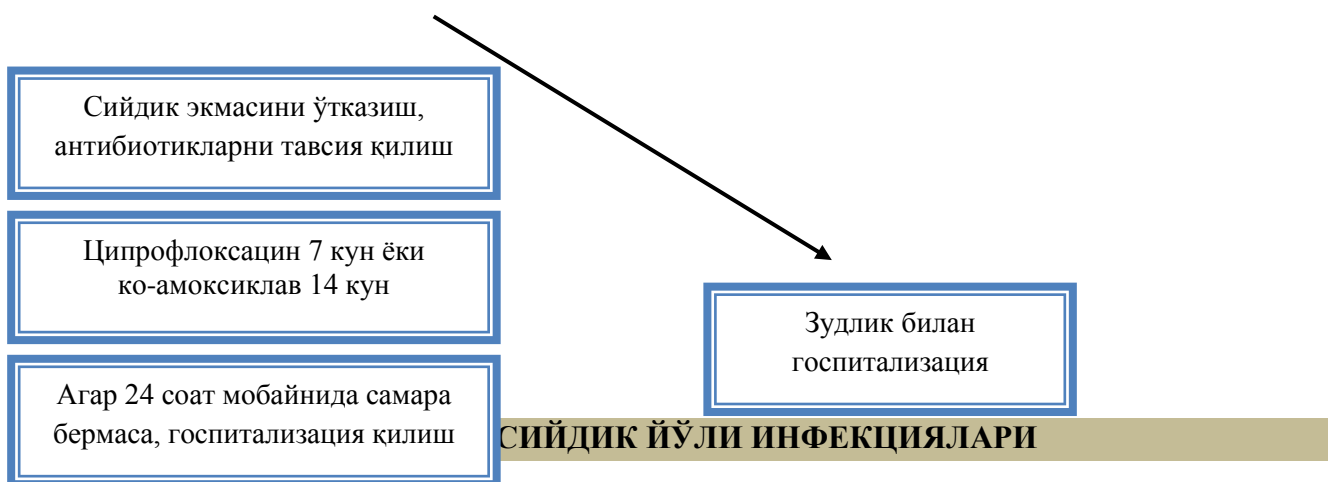 Сийдик экмасини ўтказиш,
антибиотикларни тавсия қилиш
Ципрофлоксацин 7 кун ёки
ко-амоксиклав 14 кун
Зудлик билан
госпитализация
Агар 24 соат мобайнида самара
бермаса, госпитализация қилиш
СИЙДИК ЙЎЛИ ИНФЕКЦИЯЛАРИ